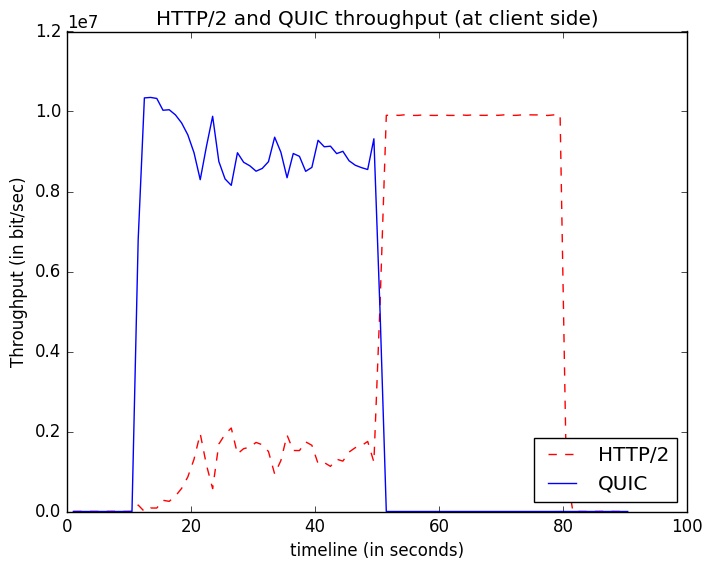 HTTP/2 and QUIC throughput (at client side)
1e7
1.2
1.0
0.8
0.6
0.4
0.2
0.0
Throughput (in bit/sec)
HTTP/2
QUIC
0 20 40 60 80 100
timeline (in seconds)